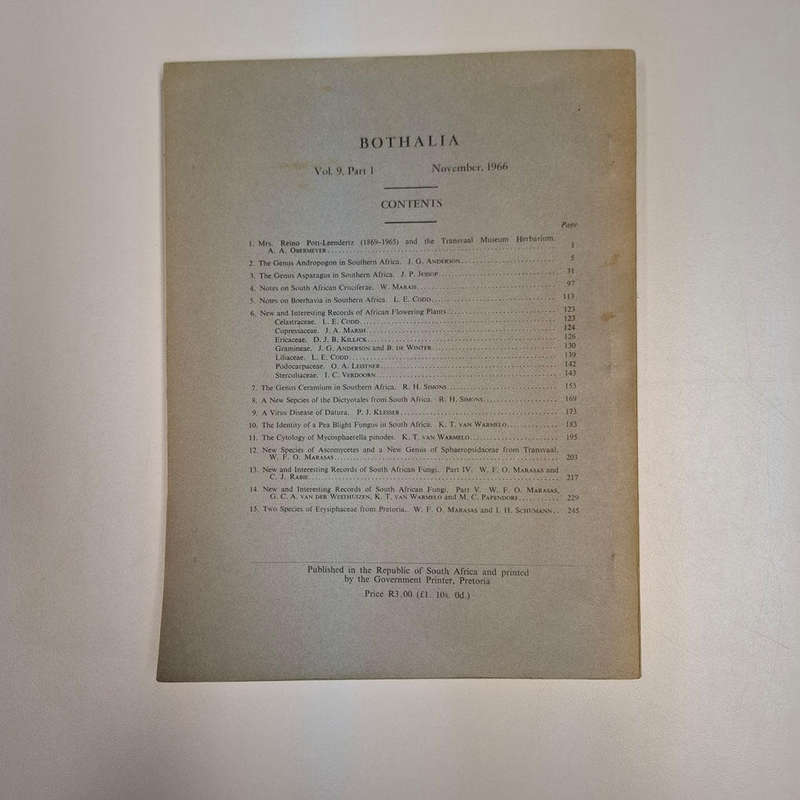 BOTHALIA
Vol. 9, Part 1 November, 1966
CONTENTS
Page
1. Mrs. Reino Pott-Leendertz (1869–1965) and the Transvaal Museum Herbarium.
A. A. OBERMEYER 1
2. The Genus Andropogon in Southern Africa. J. G. ANDERSON 5
3. The Genus Asparagus in Southern Africa. J. P. JESSOP 31
4. Notes on South African Cruciferae. W. MARAIS 97
5. Notes on Boerhavia in Southern Africa. L. E. CODD 113
6. New and Interesting Records of African Flowering Plants 123
Celastraceae. L. E. CODD 123
Cupressaceae. J. A. MARSH 124
Ericaceae. D. J. B. KILLICK 126
Gramineae. J. G. ANDERSON and B. DE WINTER 130
Liliaceae. L. E. CODD 139
Podocarpaceae. O. A. LEISTNER 142
Sterculiaceae. I. C. VERDOORN 143
7. The Genus Ceramium in Southern Africa. R. H. SIMONS 153
8. A New Sepcies of the Dictyotales from South Africa. R. H. SIMONS 169
9. A Virus Disease of Datura. P. J. KLESSER 173
10. The Identity of a Pea Blight Fungus in South Africa. K. T. VAN WARMELO 183
11. The Cytology of Mycosphaerella pinodes. K. T. VAN WARMELO 195
12. New Species of Ascomycetes and a New Genus of Sphaeropsidaceae from Transvaal.
W. F. O. MARASAS 203
13. New and Interesting Records of South African Fungi. Part IV. W. F. O. MARASAS and
C. J. RABIE 217
14. New and Interesting Records of South African Fungi. Part V. W. F. O. MARASAS,
G. C. A. VAN DER WESTHUIZEN, K. T. VAN WARMELO and M. C. PAPENDORF 229
15. Two Species of Erysiphaceae from Pretoria. W. F. O. MARASAS and I. H. SCHUMANN 245
Published in the Republic of South Africa and printed
by the Government Printer, Pretoria
Price R3.00 (£1. 10s. 0d.)